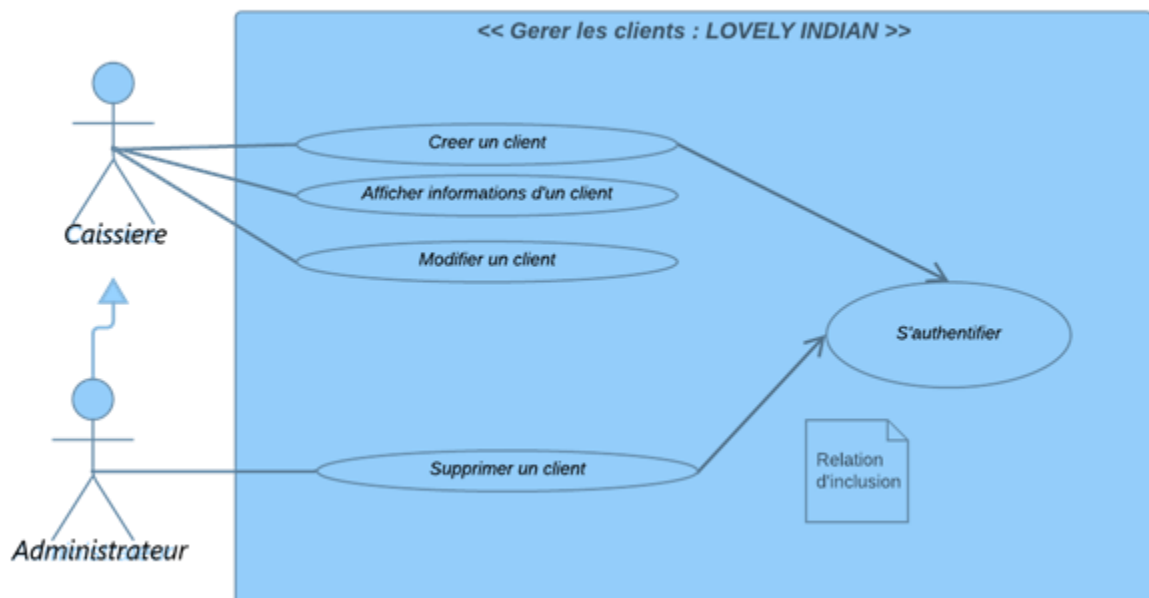 << Gerer les clients : LOVELY INDIAN >>
Creer un client
Afficher informations d'un client
Caissiere
Modifier un client
S'authentifier
Supprimer un client
Relation
d'inclusion
Administrateur